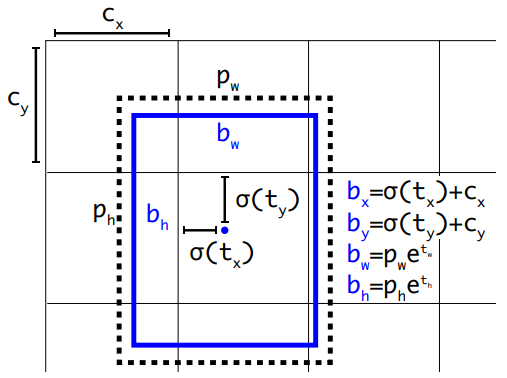 c_x
c_y
p_w
b_w
p_h
b_h
σ(t_y)
σ(t_x)
b_x=σ(t_x)+c_x
b_y=σ(t_y)+c_y
b_w=p_we^{t_w}
b_h=p_he^{t_h}